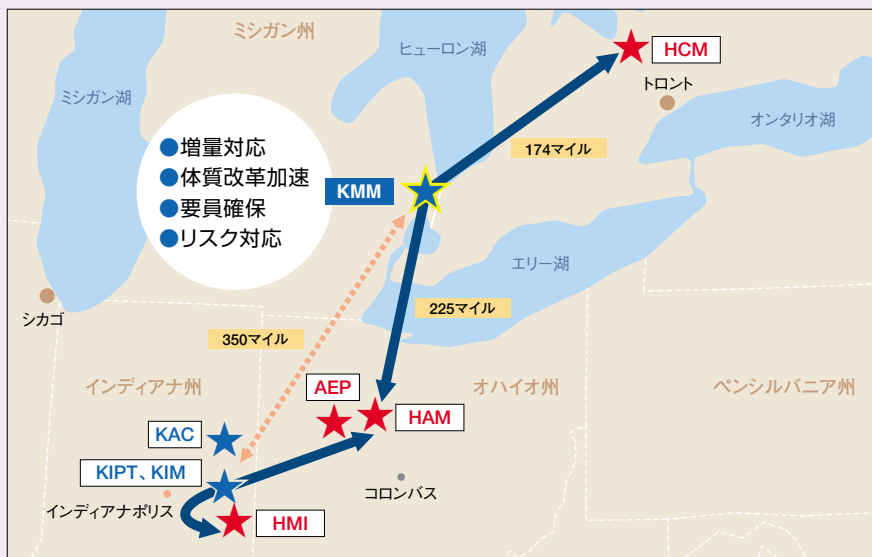 ミシガン州
ヒューロン湖
HCM
トロント
ミシガン湖
オンタリオ湖
●増量対応
●体質改革加速
●要員確保
●リスク対応
174マイル
KMM
エリー湖
シカゴ
225マイル
350マイル
インディアナ州
AEP
オハイオ州
ペンシルバニア州
HAM
KAC
KIPT、KIM
コロンバス
インディアナポリス
HMI